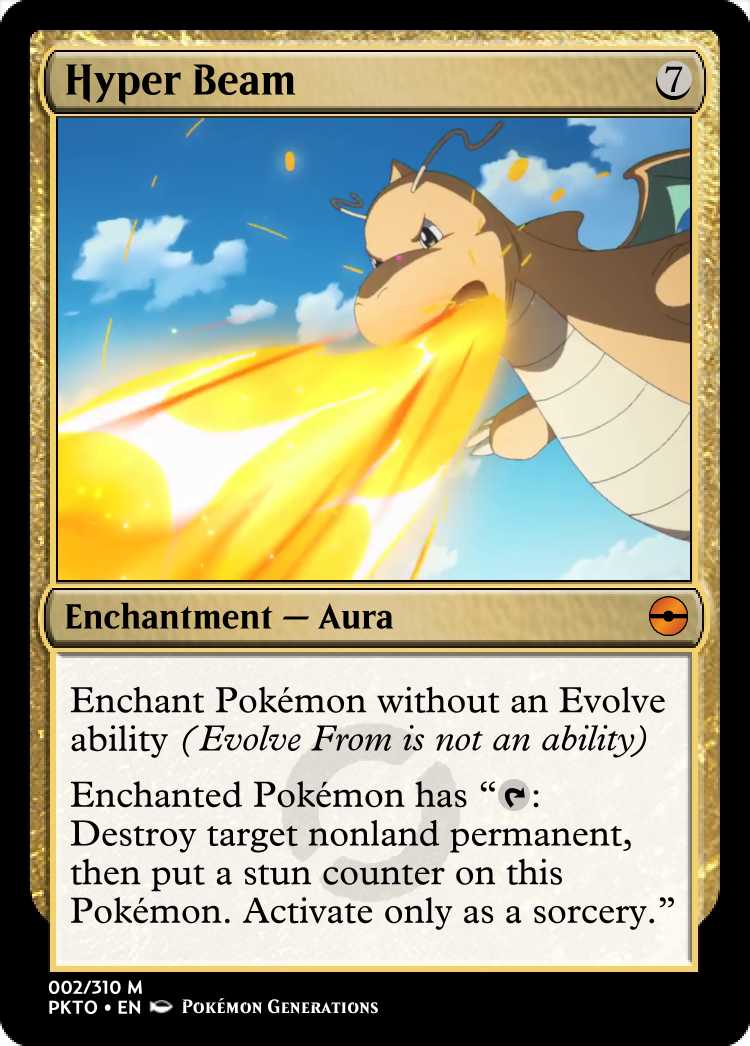 Hyper Beam
7
Enchantment — Aura
Enchant Pokémon without an Evolve
ability (Evolve From is not an ability)
Enchanted Pokémon has “ :
Destroy target nonland permanent,
then put a stun counter on this
Pokémon. Activate only as a sorcery.”
002/310 M
PKTO • EN Pokémon Generations